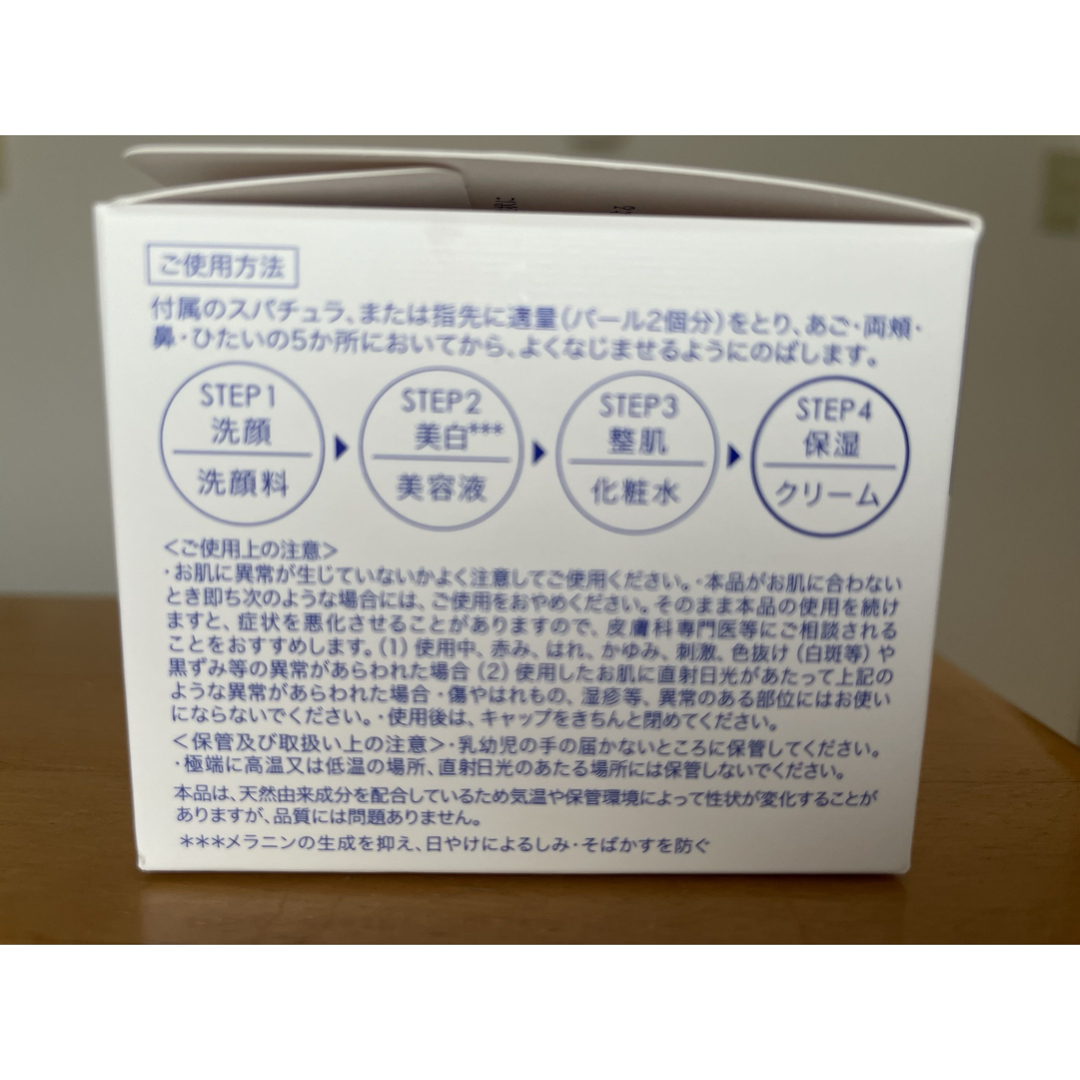 ご使用方法
付属のスパチュラ、または指先に適量(パール2個分)をとり、あご・両頬・
鼻・ひたいの5か所においてから、よくなじませるようにのばします。
STEP1
洗顔
洗顔料
STEP2
美白***
美容液
STEP3
整肌
化粧水
STEP4
保湿
クリーム
<ご使用上の注意>
・お肌に異常が生じていないかよく注意してご使用ください。・本品がお肌に合わない
とき即ち次のような場合には、ご使用をおやめください。そのまま本品の使用を続け
ますと、症状を悪化させることがありますので、皮膚科専門医等にご相談される
ことをおすすめします。(1)使用中、赤み、はれ、かゆみ、刺激、色抜け(白斑等)や
黒ずみ等の異常があらわれた場合(2)使用したお肌に直射日光があたって上記の
ような異常があらわれた場合・傷やはれもの、湿疹等、異常のある部位にはお使い
にならないでください。・使用後は、キャップをきちんと閉めてください。
<保管及び取扱い上の注意>・乳幼児の手の届かないところに保管してください。
・極端に高温又は低温の場所、直射日光のあたる場所には保管しないでください。
本品は、天然由来成分を配合しているため気温や保管環境によって性状が変化することが
ありますが、品質には問題ありません。
***メラニンの生成を抑え、日やけによるしみ・そばかすを防ぐ